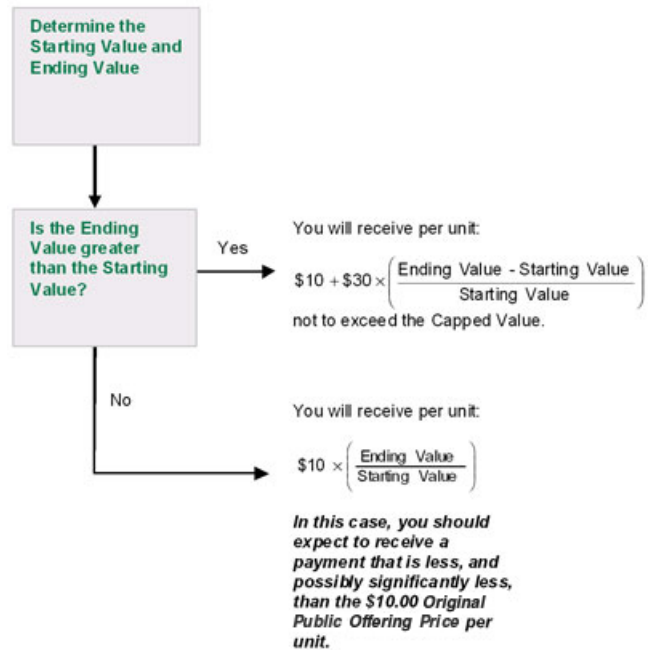 Determine the
Starting Value and
Ending Value
Is the Ending
Value greater
than the Starting
Value?
Yes
You will receive per unit:
$10 + $30 × ( Ending Value - Starting Value
Starting Value )
not to exceed the Capped Value.
No
You will receive per unit:
$10 × ( Ending Value
Starting Value )
In this case, you should
expect to receive a
payment that is less, and
possibly significantly less,
than the $10.00 Original
Public Offering Price per
unit.